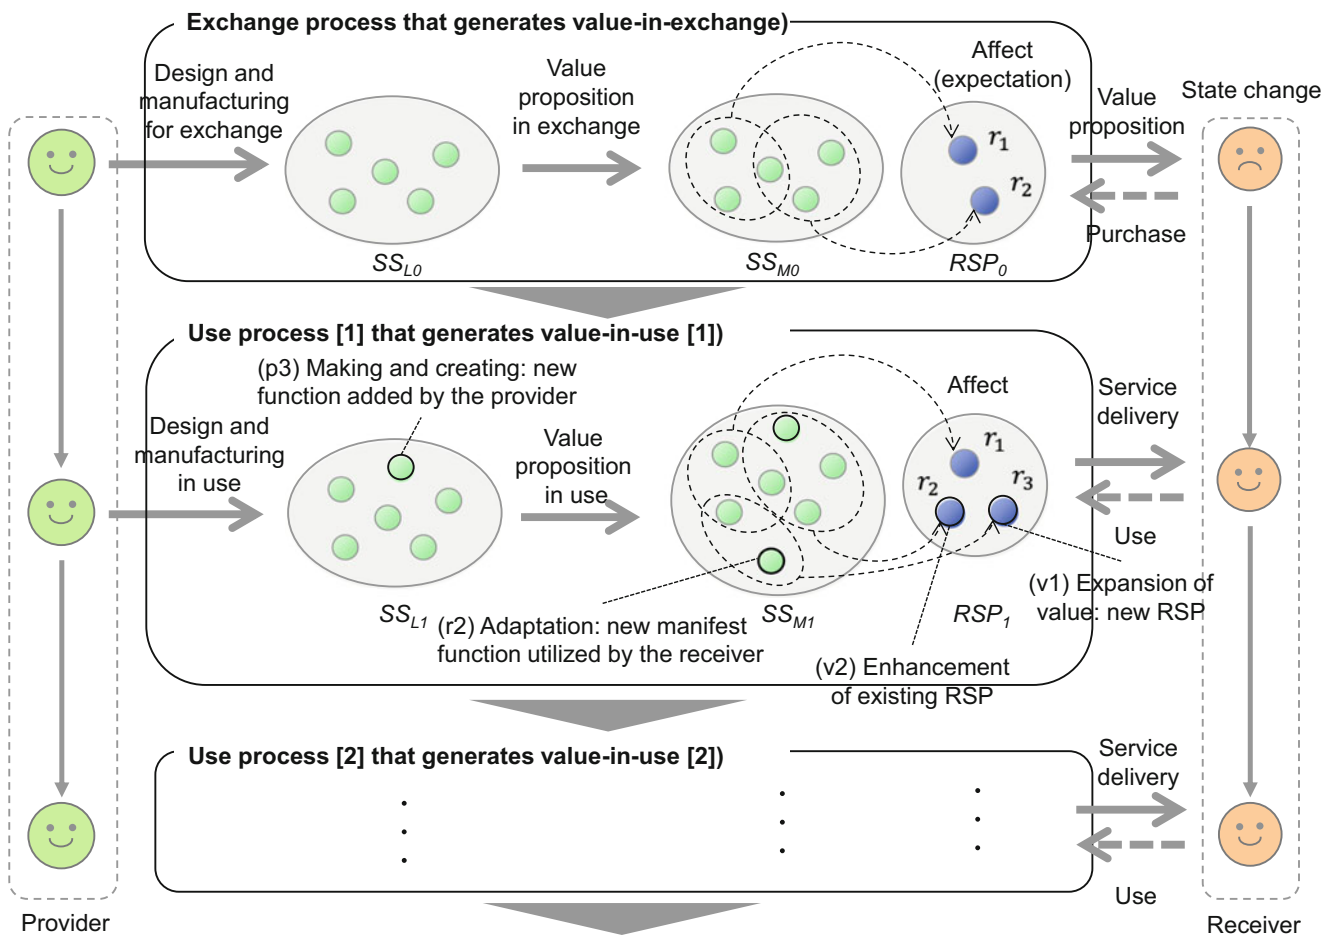 Exchange process that generates value-in-exchange)
Design and
manufacturing
for exchange
Value
proposition
in exchange
Affect
(expectation)
r1
r2
Value
proposition
State change
Purchase
SSL0
SSM0
RSP0
Use process [1] that generates value-in-use [1])
(p3) Making and creating: new
function added by the provider
Design and
manufacturing
in use
Value
proposition
in use
Affect
r1
r2
r3
Service
delivery
Use
(v1) Expansion of
value: new RSP
SSL1
SSM1
RSP1
(r2) Adaptation: new manifest
function utilized by the receiver
(v2) Enhancement
of existing RSP
Use process [2] that generates value-in-use [2])
Service
delivery
Use
Provider
Receiver